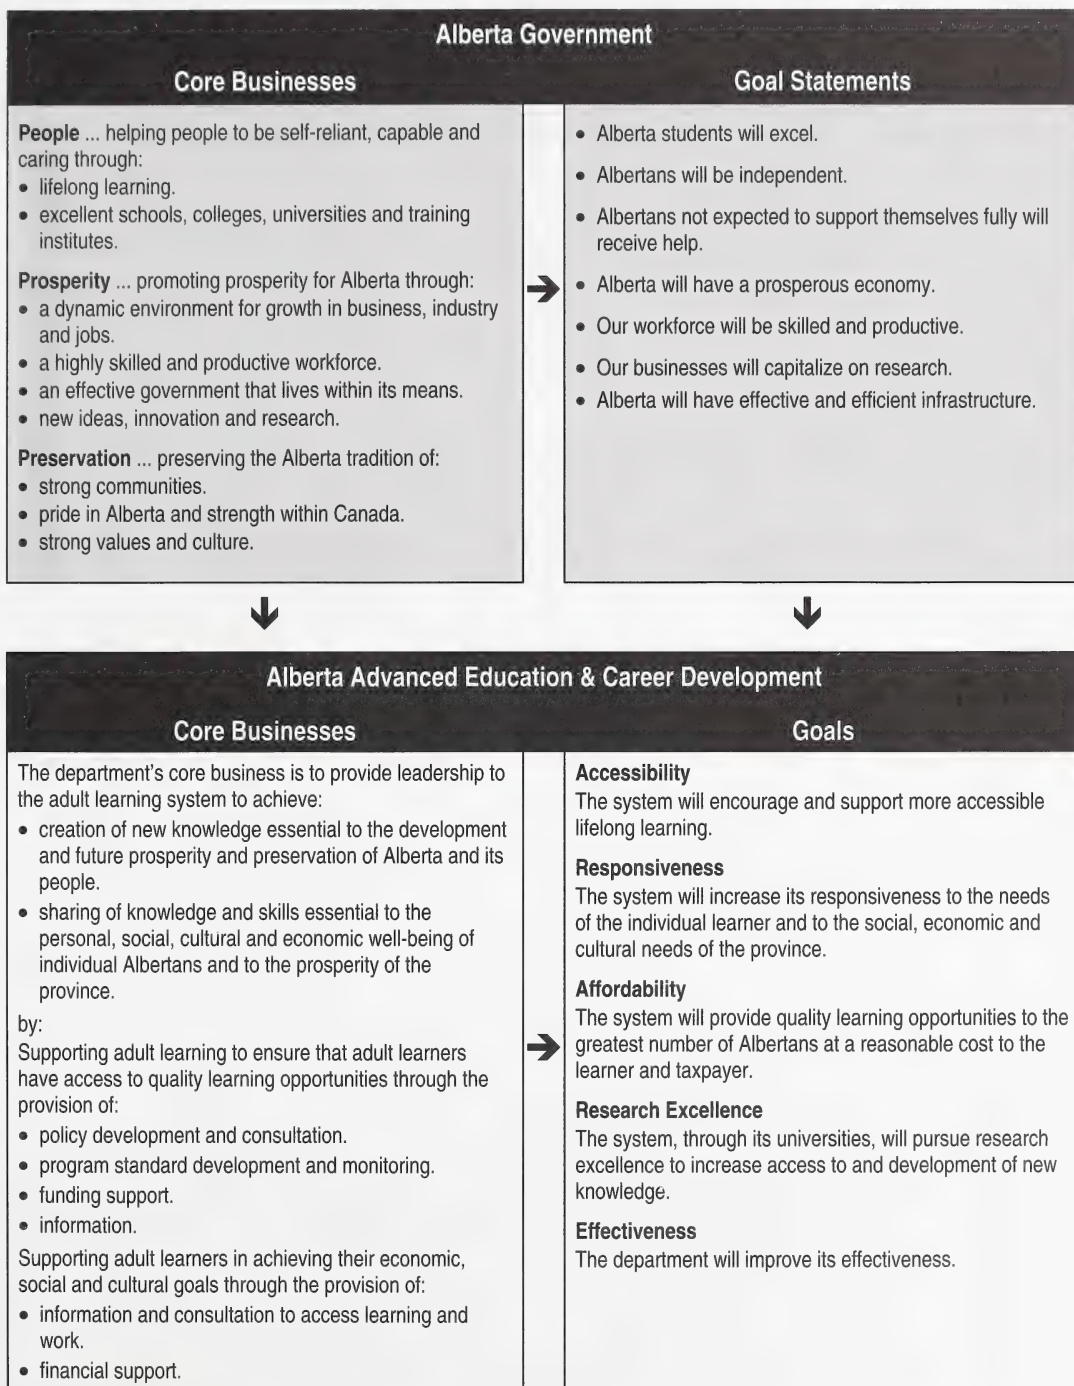 Alberta Government
Core Businesses
Goal Statements
People ... helping people to be self-reliant, capable and
caring through:
• lifelong learning.
• excellent schools, colleges, universities and training
institutes.
Prosperity ... promoting prosperity for Alberta through:
• a dynamic environment for growth in business, industry
and jobs.
• a highly skilled and productive workforce.
• an effective government that lives within its means.
• new ideas, innovation and research.
Preservation ... preserving the Alberta tradition of:
• strong communities.
• pride in Alberta and strength within Canada.
• strong values and culture.
• Alberta students will excel.
• Albertans will be independent.
• Albertans not expected to support themselves fully will
receive help.
• Alberta will have a prosperous economy.
• Our workforce will be skilled and productive.
• Our businesses will capitalize on research.
• Alberta will have effective and efficient infrastructure.
Alberta Advanced Education & Career Development
Core Businesses
Goals
The department's core business is to provide leadership to
the adult learning system to achieve:
• creation of new knowledge essential to the development
and future prosperity and preservation of Alberta and its
people.
• sharing of knowledge and skills essential to the
personal, social, cultural and economic well-being of
individual Albertans and to the prosperity of the
province.
by:
Supporting adult learning to ensure that adult learners
have access to quality learning opportunities through the
provision of:
• policy development and consultation.
• program standard development and monitoring.
• funding support.
• information.
Supporting adult learners in achieving their economic,
social and cultural goals through the provision of:
• information and consultation to access learning and
work.
• financial support.
Accessibility
The system will encourage and support more accessible
lifelong learning.
Responsiveness
The system will increase its responsiveness to the needs
of the individual learner and to the social, economic and
cultural needs of the province.
Affordability
The system will provide quality learning opportunities to the
greatest number of Albertans at a reasonable cost to the
learner and taxpayer.
Research Excellence
The system, through its universities, will pursue research
excellence to increase access to and development of new
knowledge.
Effectiveness
The department will improve its effectiveness.